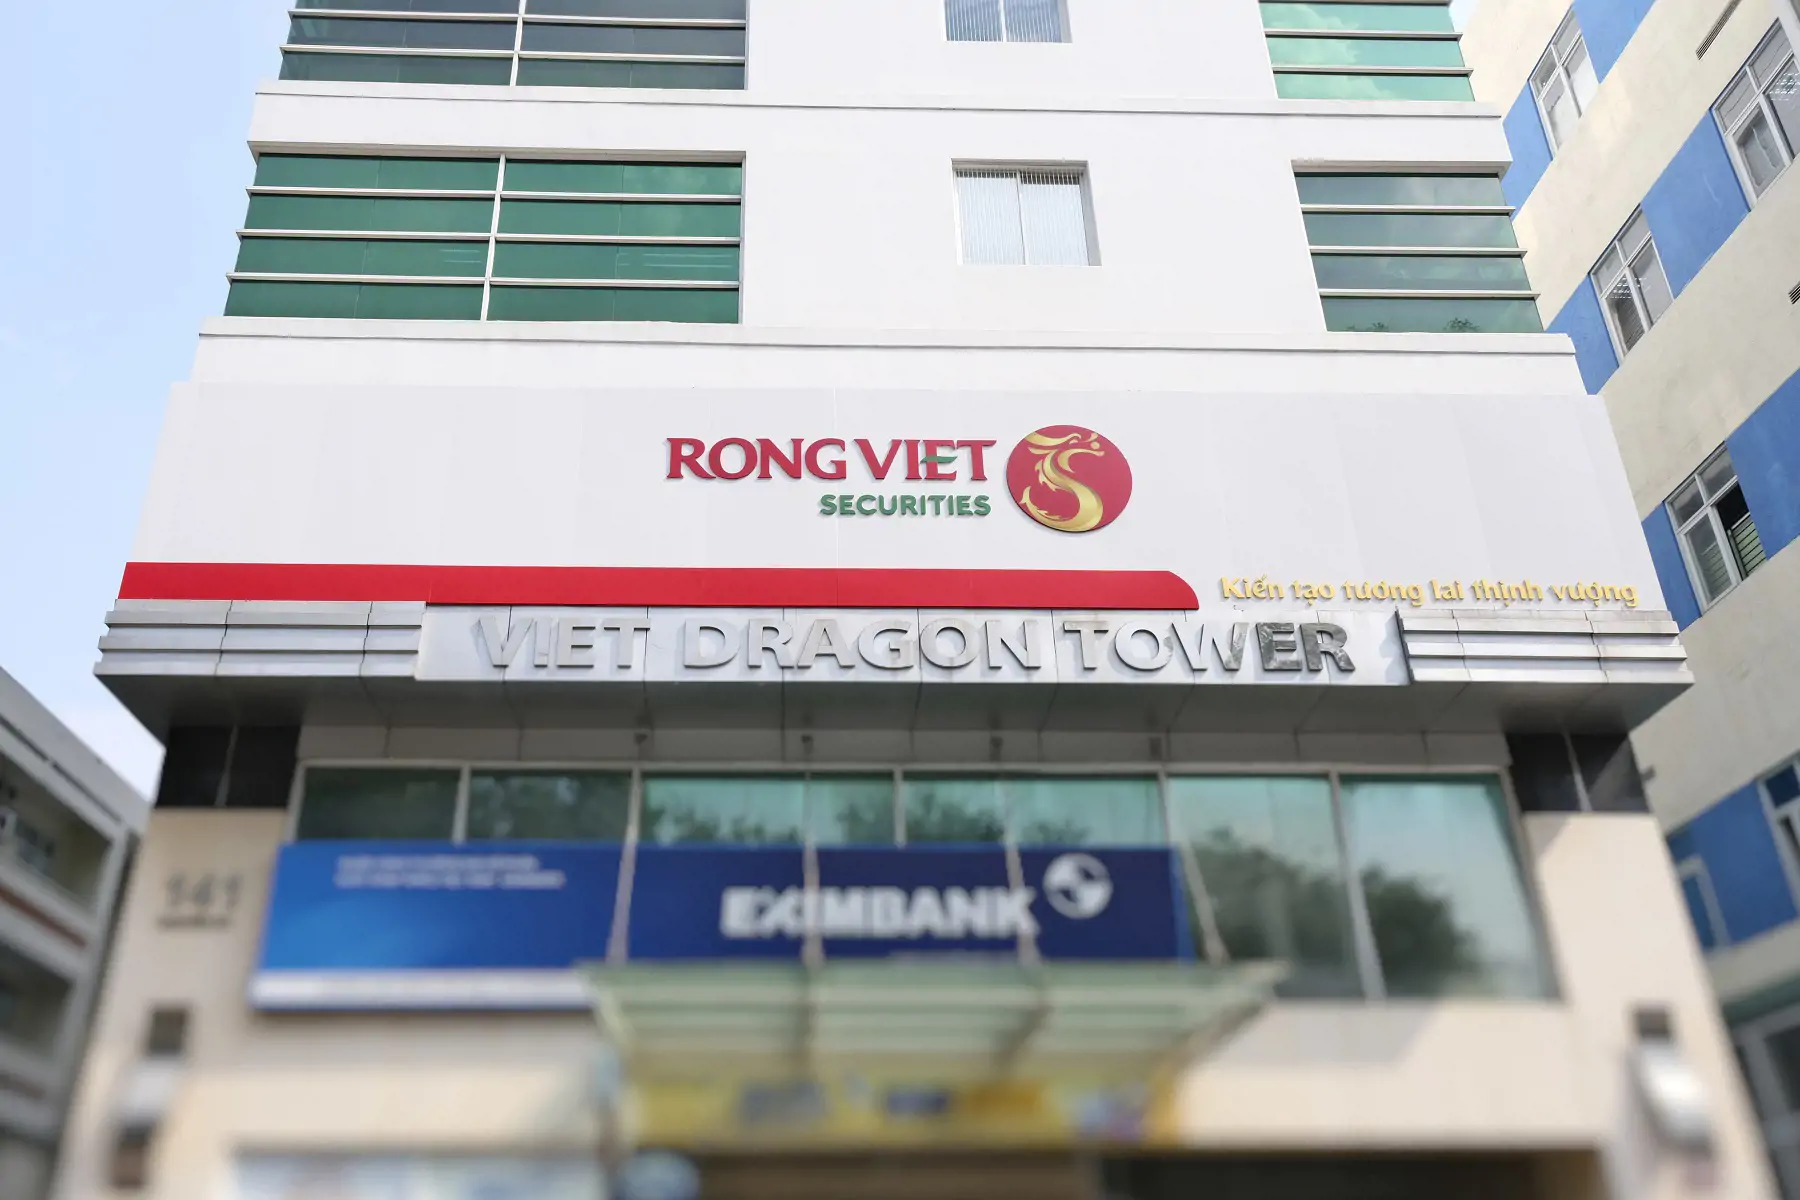 RONG VIET
SECURITIES
Kiến tạo tương lai thịnh vượng
VIET DRAGON TOWER
141
EXIMBANK